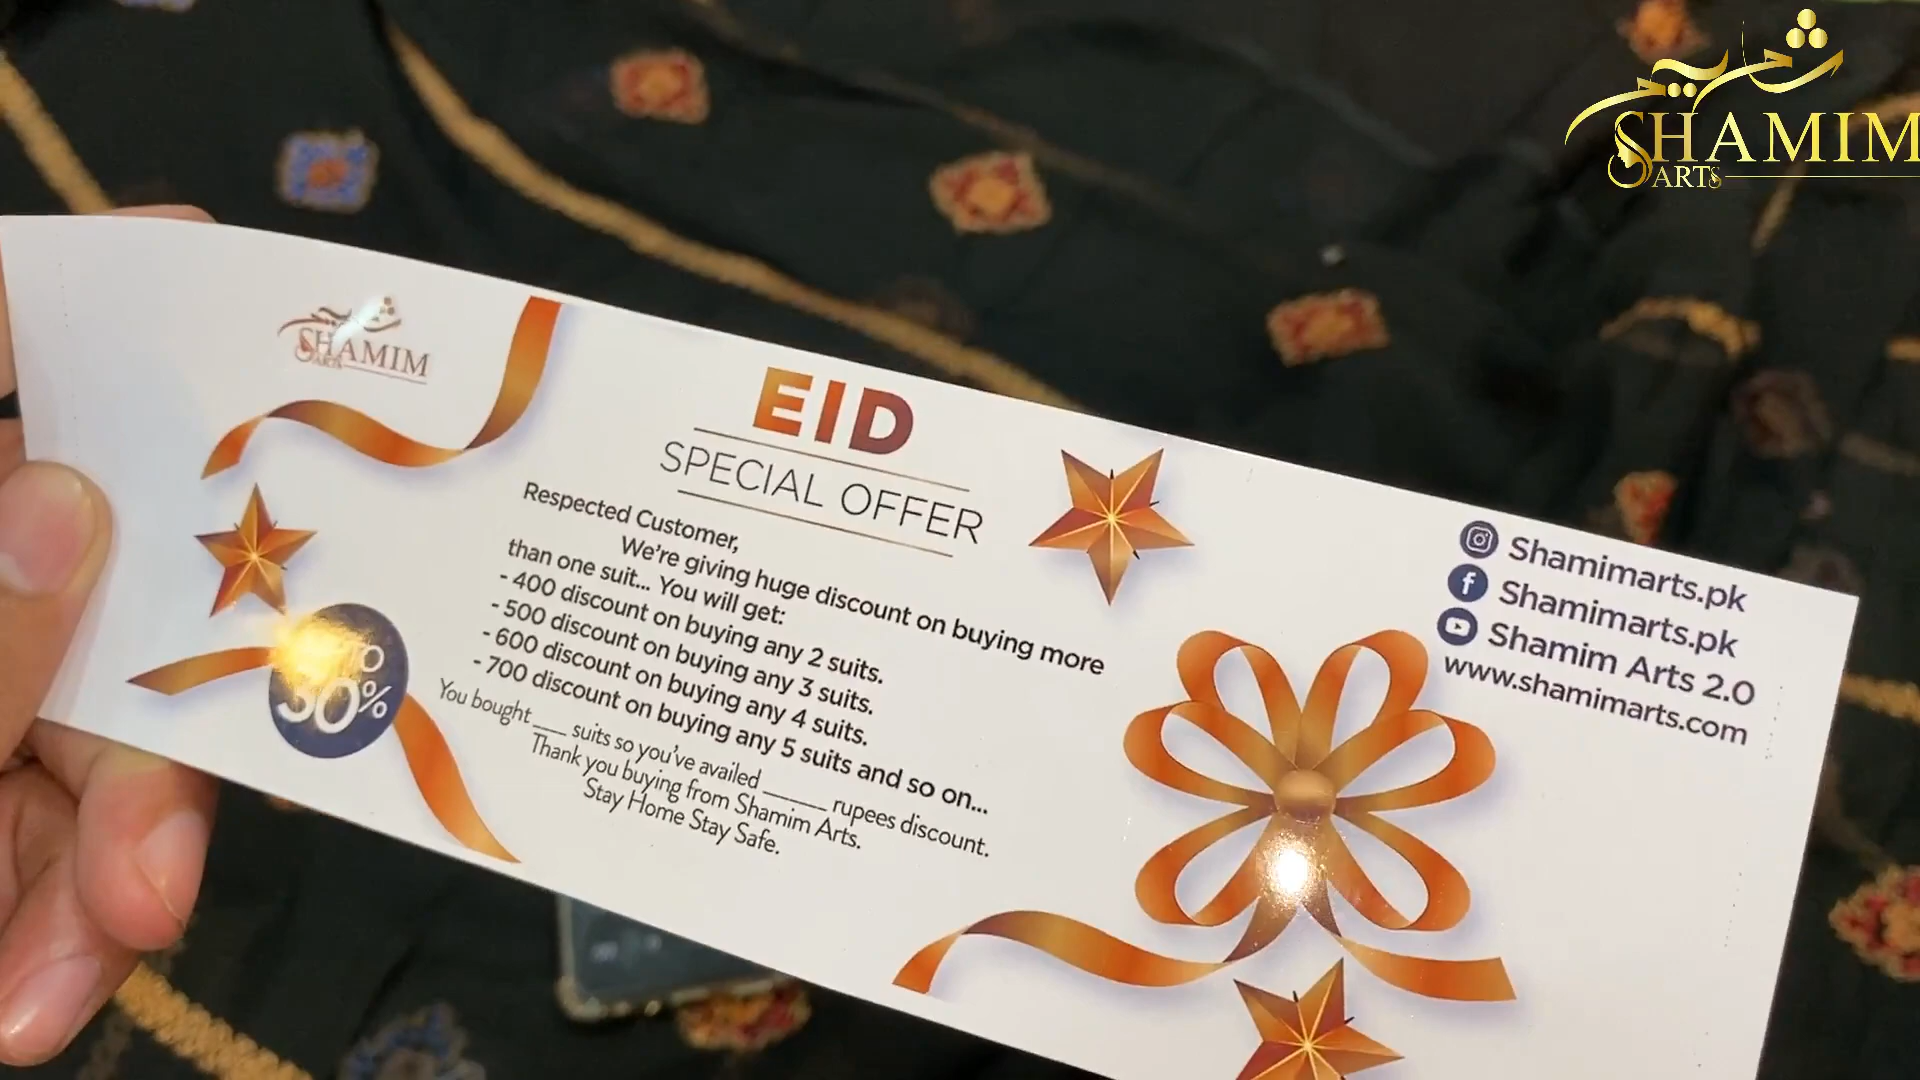 SHAMIM
ARTS
SHAMIM
ARTS
EID
SPECIAL OFFER
Respected Customer,
We're giving huge discount on buying more
than one suit... You will get:
- 400 discount on buying any 2 suits.
- 500 discount on buying any 3 suits.
- 600 discount on buying any 4 suits.
- 700 discount on buying any 5 suits and so on...
You bought ___ suits so you've availed ______ rupees discount.
Thank you buying from Shamim Arts.
Stay Home Stay Safe.
TO
50%
Shamimarts.pk
Shamimarts.pk
Shamim Arts 2.0
www.shamimarts.com